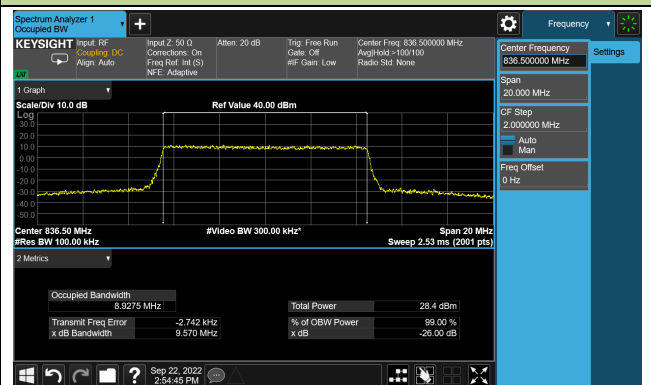 Spectrum Analyzer 1
Occupied BW
Frequency
KEYSIGHT
Input: RF
Coupling: DC
Align: Auto
Input Z: 50 Ω
Corrections: On
Freq Ref: Int (S)
NFE: Adaptive
Atten: 20 dB
Trig: Free Run
Gate: Off
#IF Gain: Low
Center Freq: 836.500000 MHz
Avg|Hold:>100/100
Radio Std: None
LXI
Center Frequency
836.500000 MHz
Settings
Span
20.000 MHz
CF Step
2.000000 MHz
Auto
Man
Freq Offset
0 Hz
1 Graph
Scale/Div 10.0 dB
Ref Value 40.00 dBm
Log
30.0
20.0
10.0
0.00
-10.0
-20.0
-30.0
-40.0
-50.0
Center 836.50 MHz
#Video BW 300.00 kHz*
Span 20 MHz
#Res BW 100.00 kHz
Sweep 2.53 ms (2001 pts)
2 Metrics
Occupied Bandwidth
8.9275 MHz
Total Power
28.4 dBm
Transmit Freq Error
-2.742 kHz
% of OBW Power
99.00 %
x dB Bandwidth
9.570 MHz
x dB
-26.00 dB
?
Sep 22, 2022
2:54:45 PM